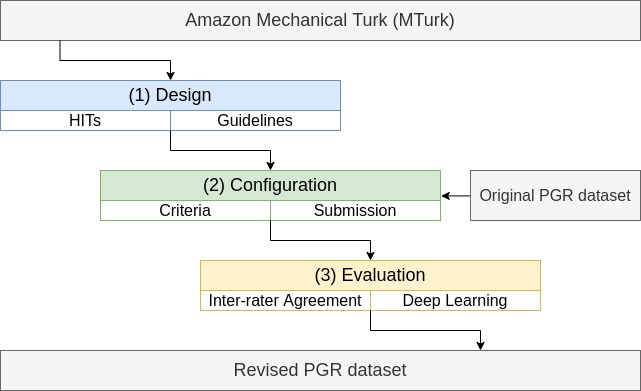 Amazon Mechanical Turk (MTurk)
(1) Design
HITs
Guidelines
(2) Configuration
Criteria
Submission
Original PGR dataset
(3) Evaluation
Inter-rater Agreement
Deep Learning
Revised PGR dataset